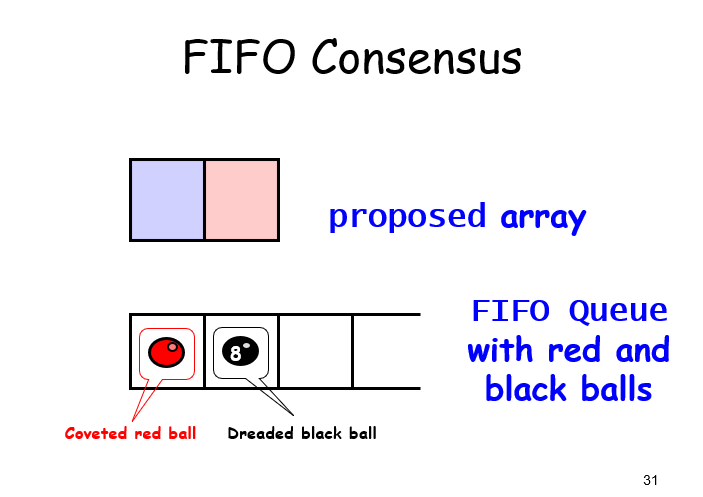 FIFO Consensus
proposed array
FIFO Queue
with red and
black balls
8
Coveted red ball
Dreaded black ball
31